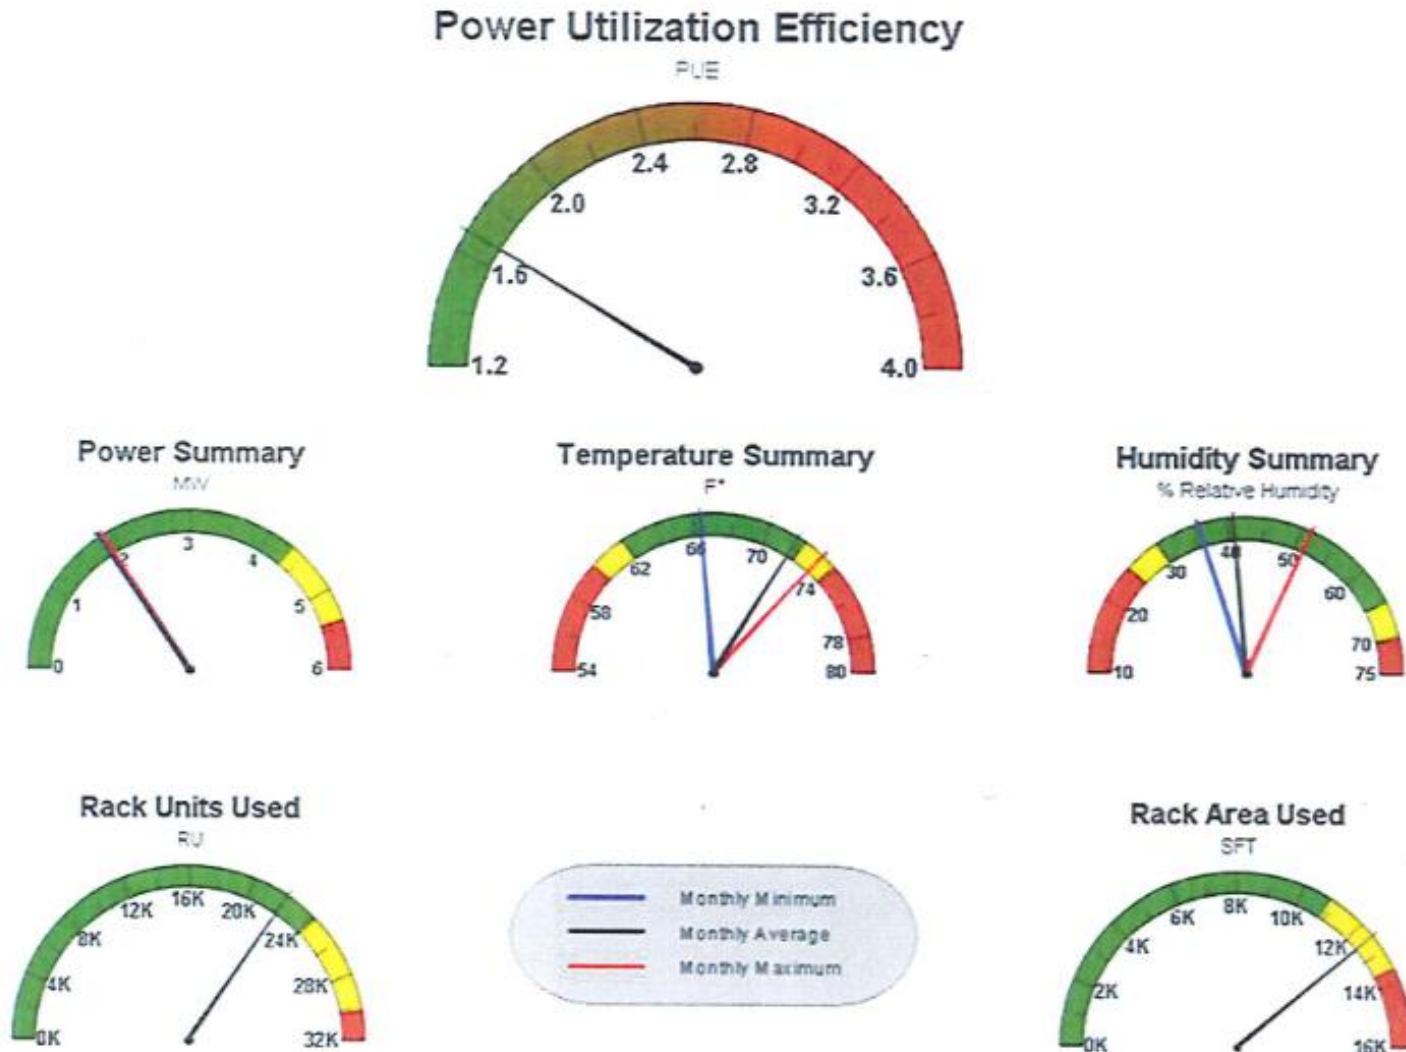 Power Utilization Efficiency
PUE
1.2
1.6
2.0
2.4
2.8
3.2
3.6
4.0
Power Summary
MW
0
1
2
3
4
5
6
Temperature Summary
F°
54
58
62
66
70
74
78
80
Humidity Summary
% Relative Humidity
10
20
30
40
50
60
70
75
Rack Units Used
RU
0K
4K
8K
12K
16K
20K
24K
28K
32K
Monthly Minimum
Monthly Average
Monthly Maximum
Rack Area Used
SFT
0K
2K
4K
6K
8K
10K
12K
14K
16K